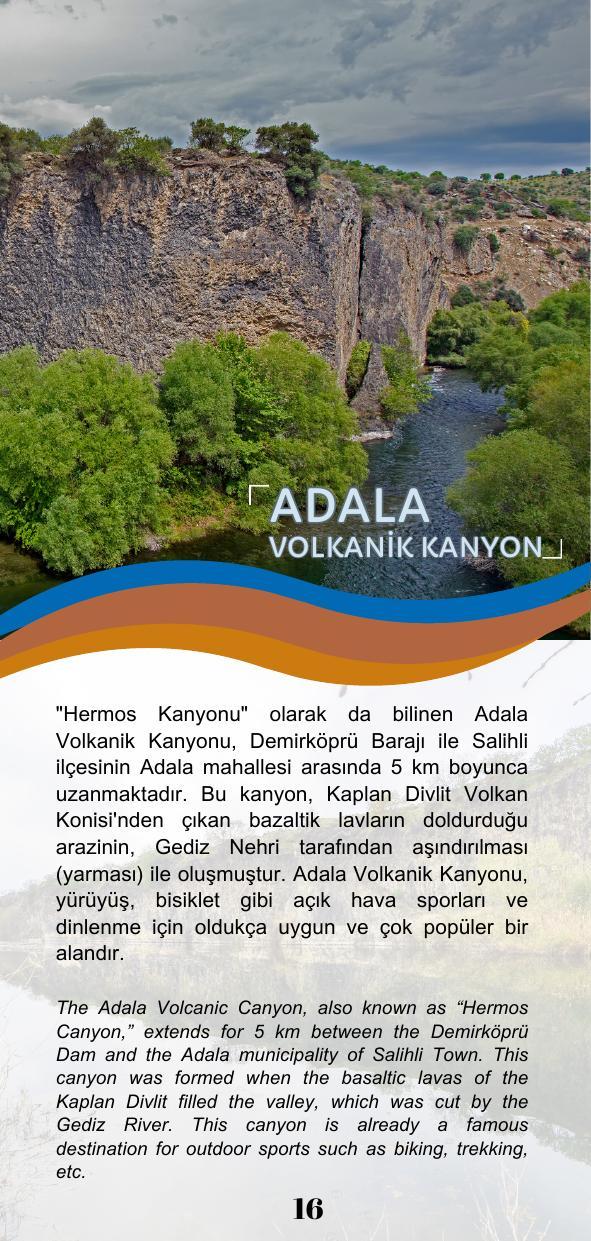 ADALA
VOLKANİK KANYON
"Hermos Kanyonu" olarak da bilinen Adala
Volkanik Kanyonu, Demirköprü Barajı ile Salihli
ilçesinin Adala mahallesi arasında 5 km boyunca
uzanmaktadır. Bu kanyon, Kaplan Divlit Volkan
Konisi'nden çıkan bazaltik lavların doldurduğu
arazinin, Gediz Nehri tarafından aşındırılması
(yarması) ile oluşmuştur. Adala Volkanik Kanyonu,
yürüyüş, bisiklet gibi açık hava sporları ve
dinlenme için oldukça uygun ve çok popüler bir
alandır.
The Adala Volcanic Canyon, also known as “Hermos
Canyon,” extends for 5 km between the Demirköprü
Dam and the Adala municipality of Salihli Town. This
canyon was formed when the basaltic lavas of the
Kaplan Divlit filled the valley, which was cut by the
Gediz River. This canyon is already a famous
destination for outdoor sports such as biking, trekking,
etc.
16